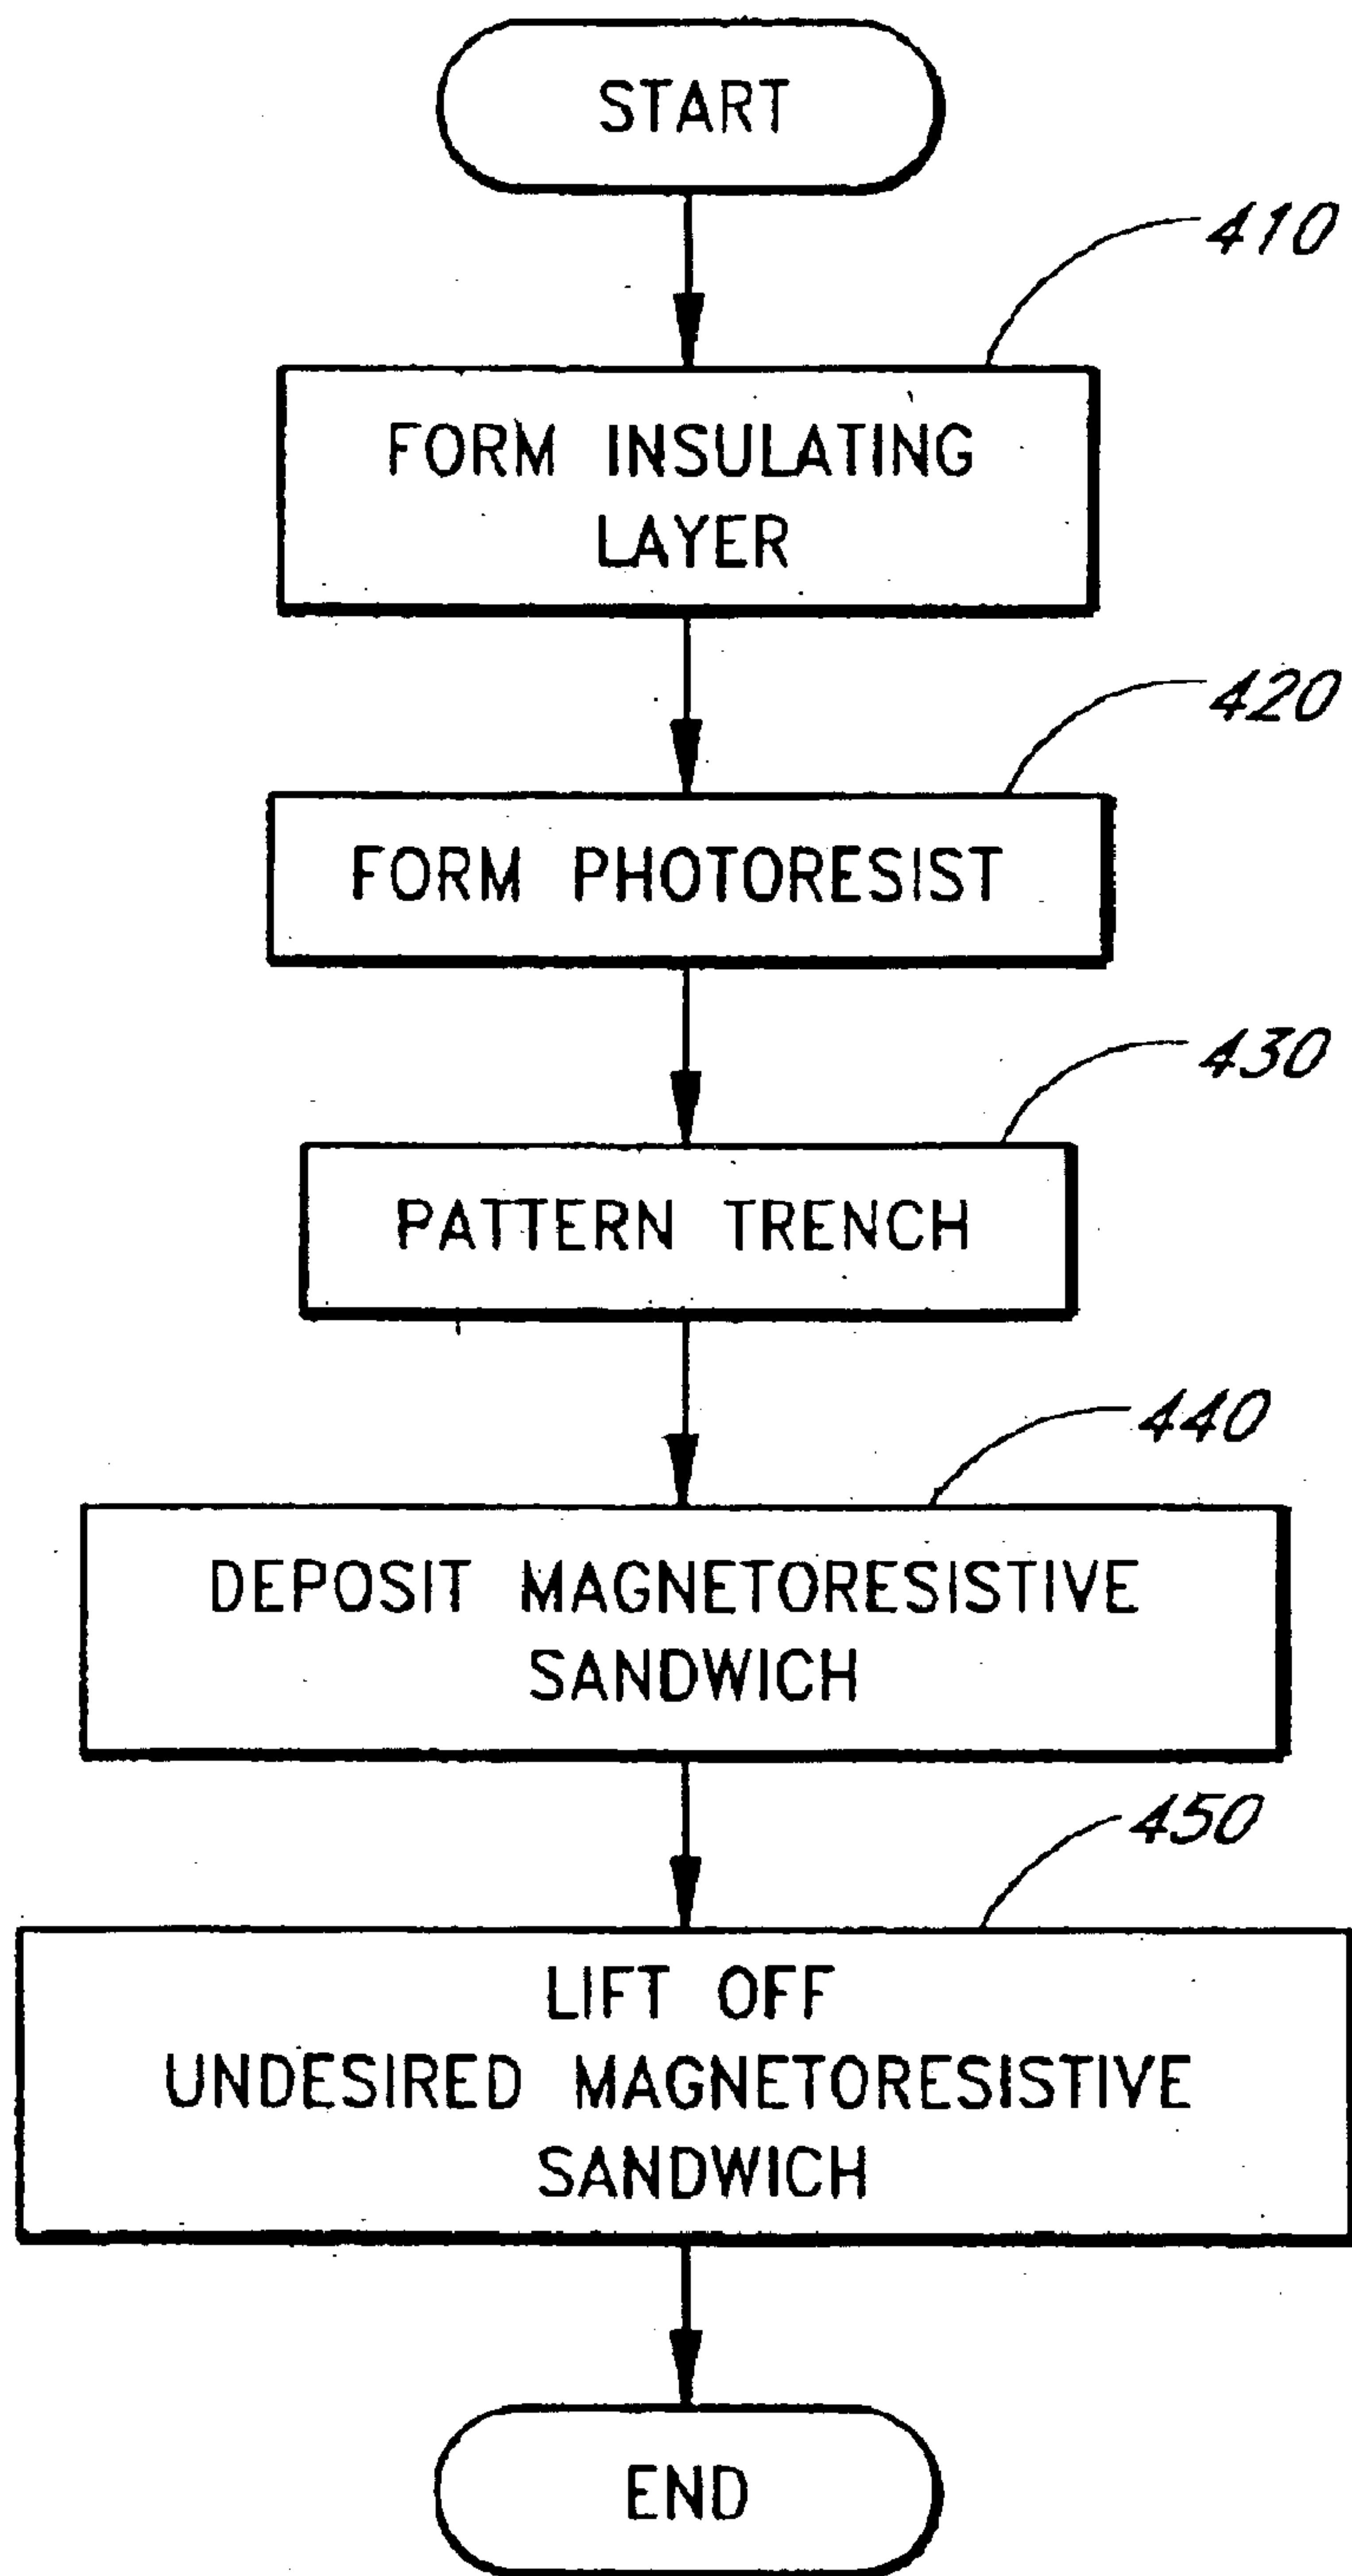 START
410
FORM INSULATING
LAYER
420
FORM PHOTORESIST
430
PATTERN TRENCH
440
DEPOSIT MAGNETORESISTIVE
SANDWICH
450
LIFT OFF
UNDESIRED MAGNETORESISTIVE
SANDWICH
END